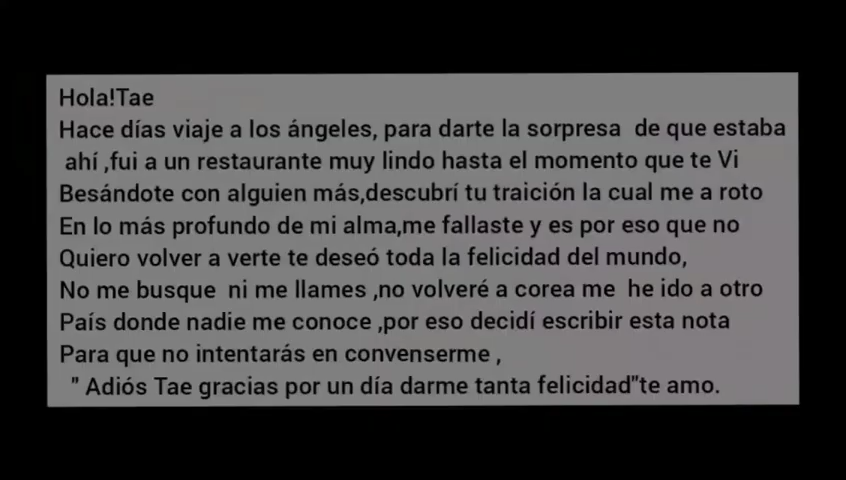 Hola!Tae
Hace días viaje a los ángeles, para darte la sorpresa de que estaba
ahí ,fui a un restaurante muy lindo hasta el momento que te Vi
Besándote con alguien más,descubrí tu traición la cual me a roto
En lo más profundo de mi alma,me fallaste y es por eso que no
Quiero volver a verte te deseó toda la felicidad del mundo,
No me busque ni me llames ,no volveré a corea me he ido a otro
País donde nadie me conoce ,por eso decidí escribir esta nota
Para que no intentarás en convenserme ,
" Adiós Tae gracias por un día darme tanta felicidad"te amo.